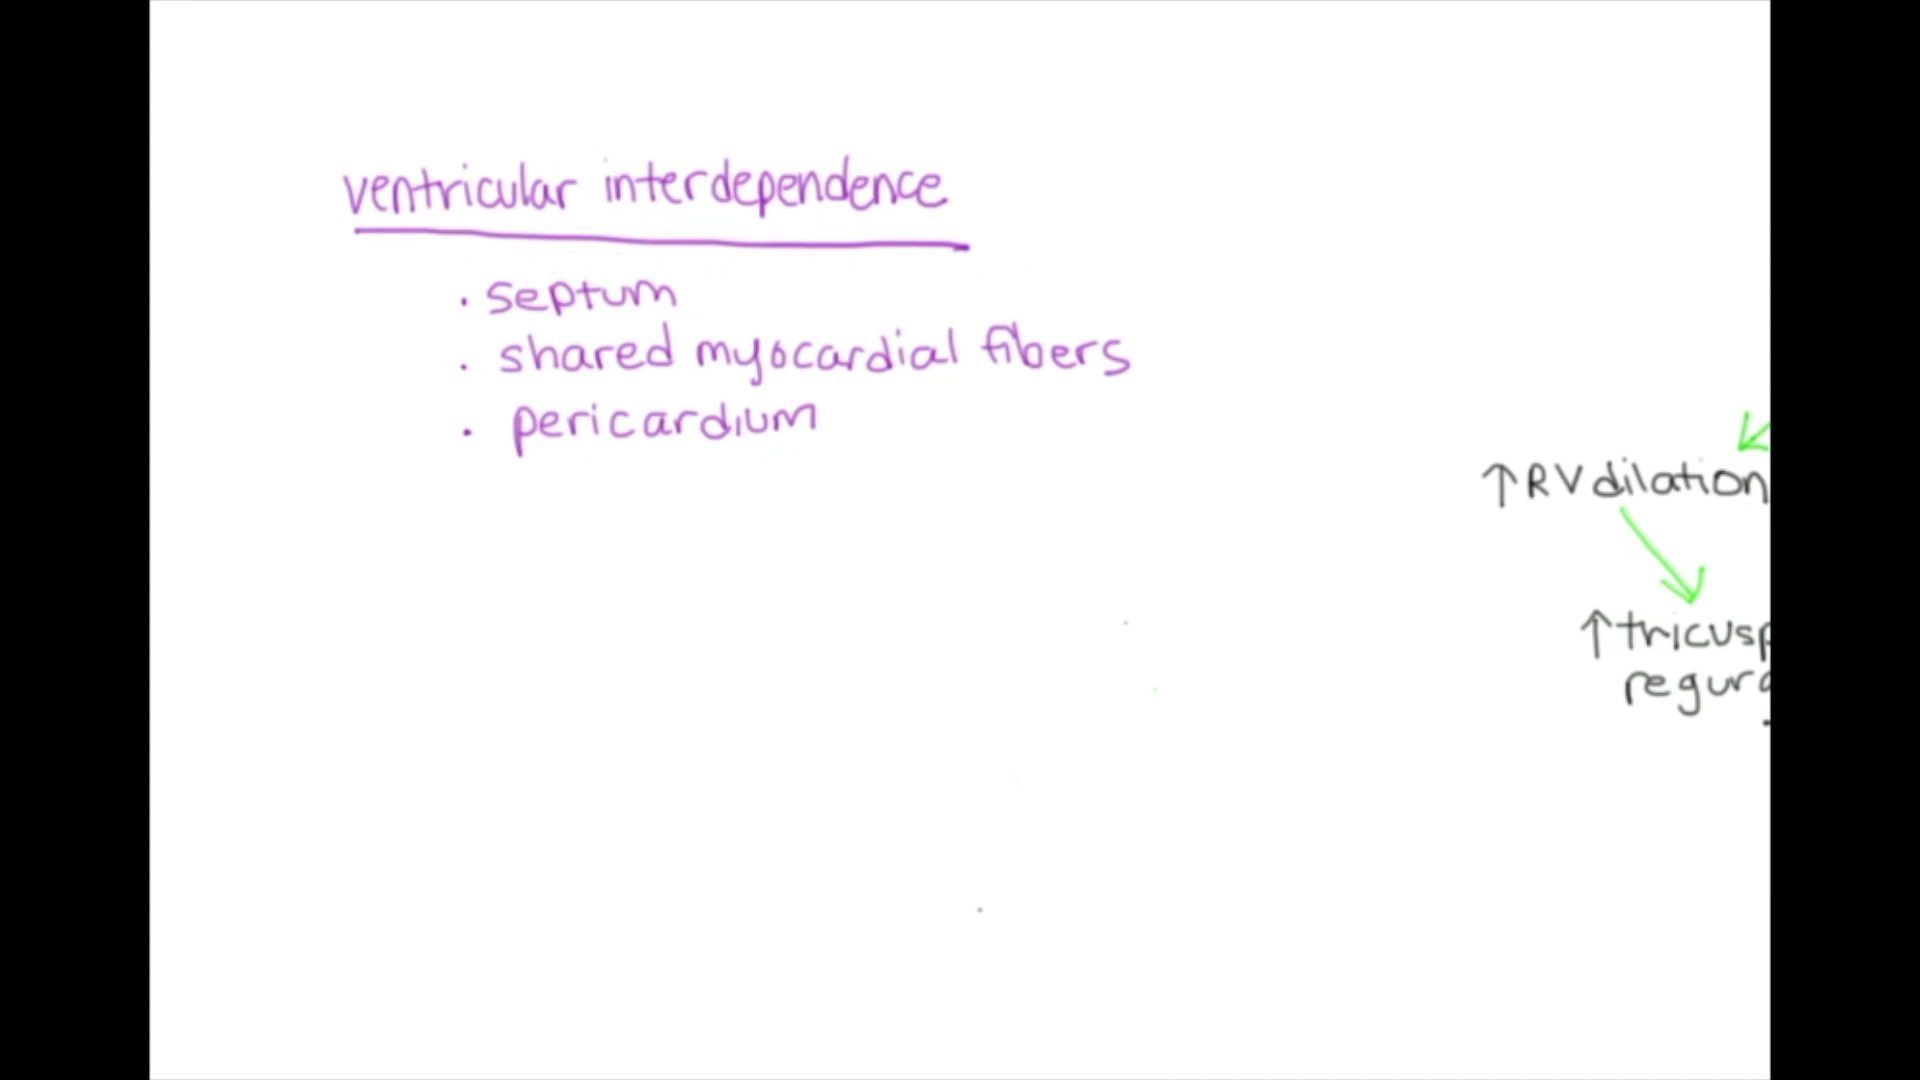 ventricular interdependence
· septum
· shared myocardial fibers
· pericardium
↑RV dilation
↑tricusp
regurg